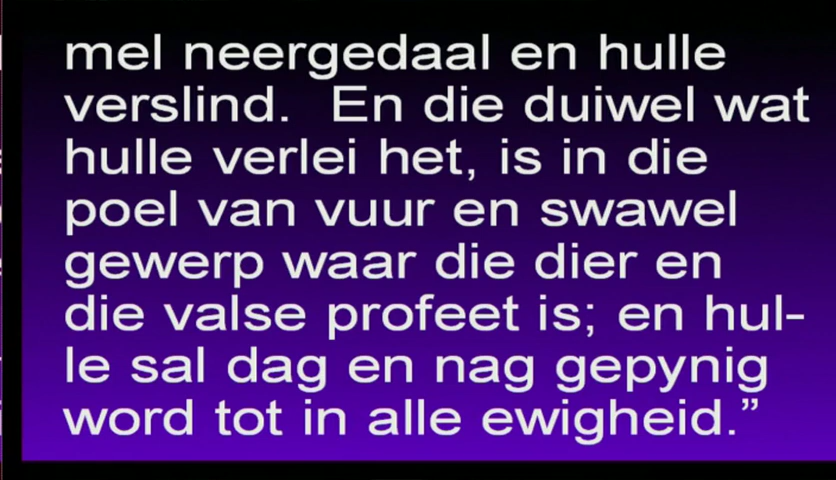 mel neergedaal en hulle
verslind.  En die duiwel wat
hulle verlei het, is in die
poel van vuur en swawel
gewerp waar die dier en
die valse profeet is; en hul-
le sal dag en nag gepynig
word tot in alle ewigheid.”